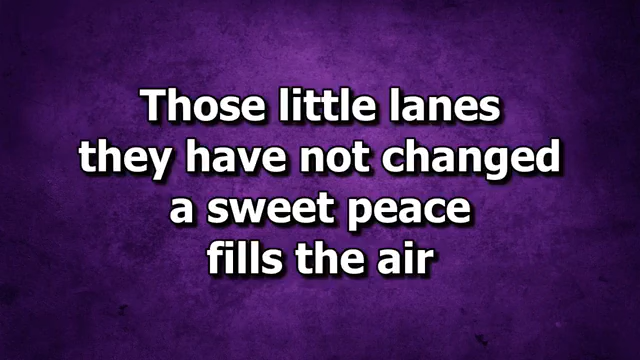 Those little lanes
they have not changed
a sweet peace
fills the air